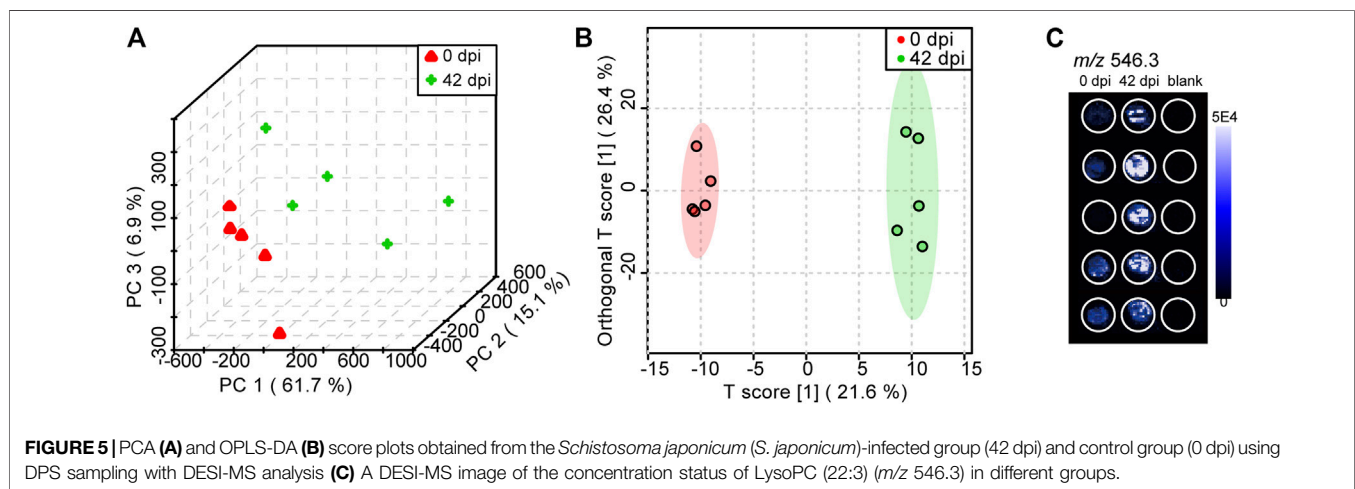 A
0 dpi
42 dpi
PC 3 ( 6.9 %)
300
100
-100
-300
-600
-200
200
600
1000
PC 1 ( 61.7 %)
-400
-200
0
200
400
600
PC 2 ( 15.1 %)
B
0 dpi
42 dpi
Orthogonal T score [1] ( 26.4 %)
20
0
-20
-15
-10
-5
0
5
10
15
T score [1] ( 21.6 %)
C
m/z 546.3
0 dpi 42 dpi blank
5E4
0
FIGURE 5 | PCA (A) and OPLS-DA (B) score plots obtained from the Schistosoma japonicum (S. japonicum)-infected group (42 dpi) and control group (0 dpi) using
DPS sampling with DESI-MS analysis (C) A DESI-MS image of the concentration status of LysoPC (22:3) (m/z 546.3) in different groups.